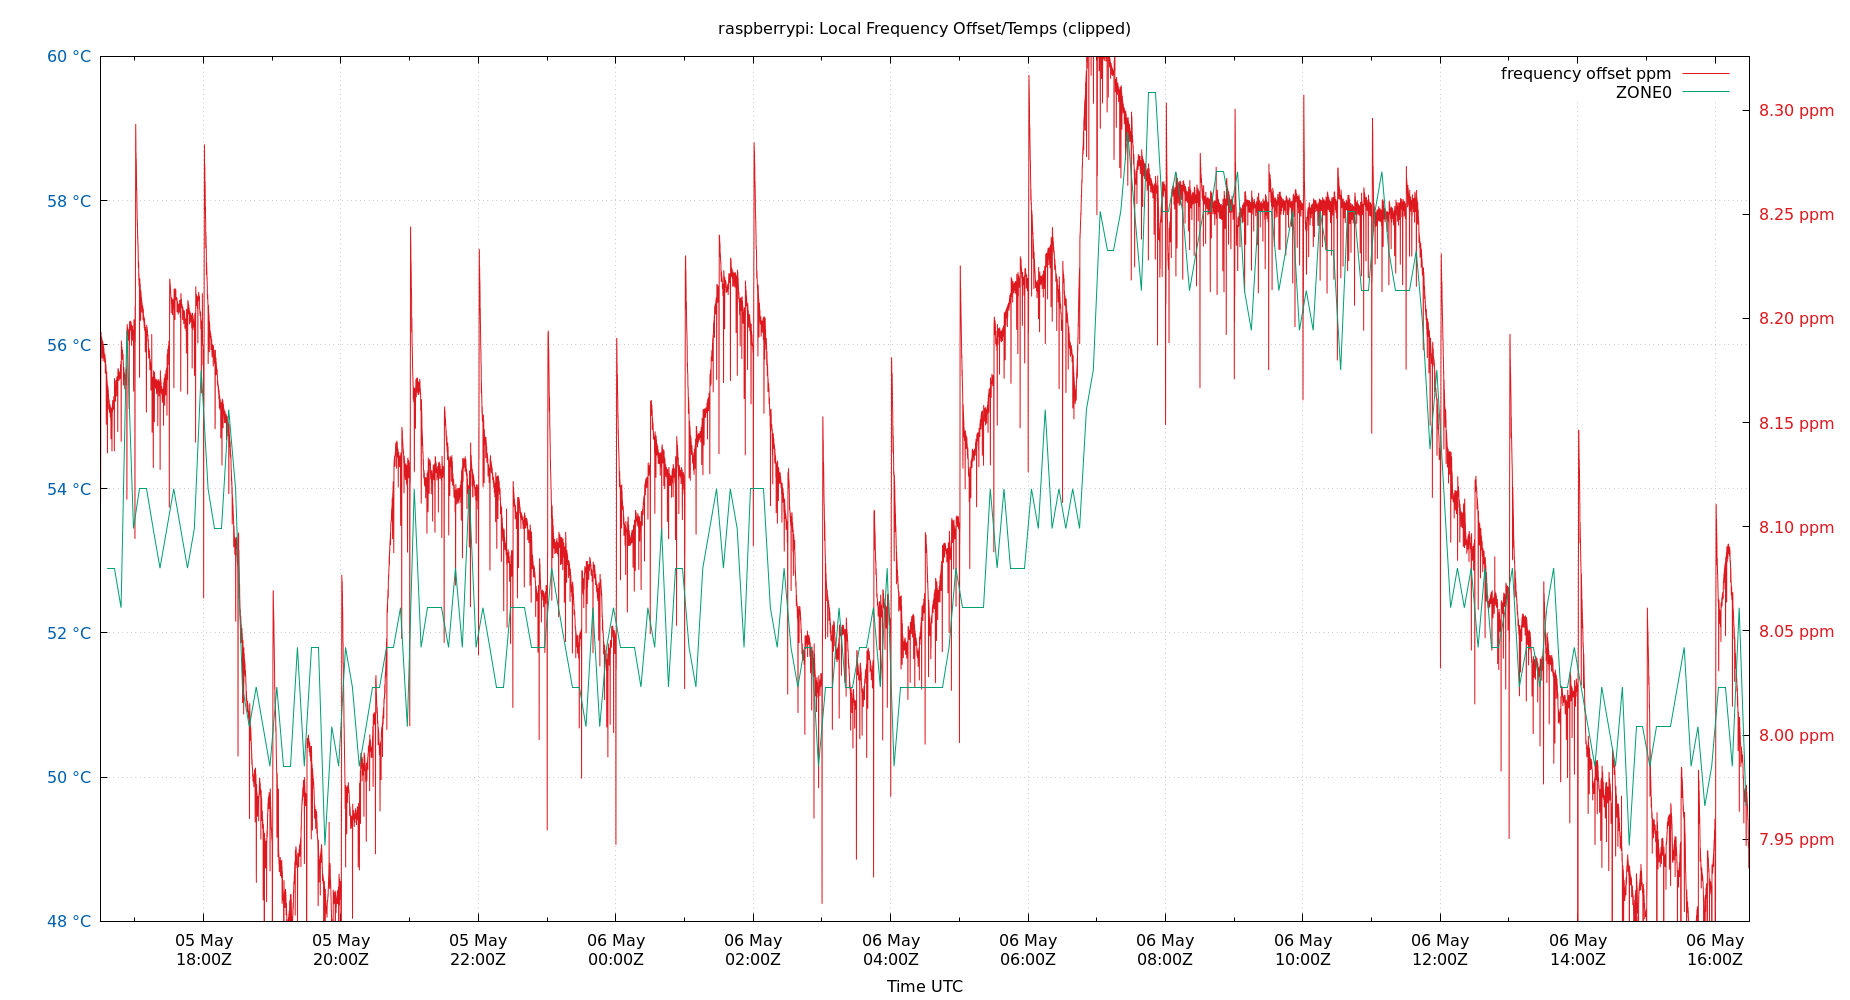 raspberrypi: Local Frequency Offset/Temps (clipped)
60 °C
58 °C
56 °C
54 °C
52 °C
50 °C
48 °C
frequency offset ppm
ZONE0
8.30 ppm
8.25 ppm
8.20 ppm
8.15 ppm
8.10 ppm
8.05 ppm
8.00 ppm
7.95 ppm
05 May 05 May 05 May 06 May 06 May 06 May 06 May 06 May 06 May 06 May 06 May 06 May
18:00Z 20:00Z 22:00Z 00:00Z 02:00Z 04:00Z 06:00Z 08:00Z 10:00Z 12:00Z 14:00Z 16:00Z
Time UTC